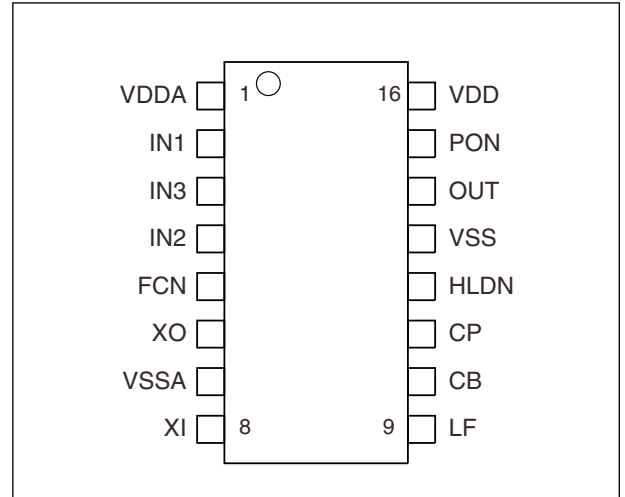 VDDA 1 16 VDD
IN1 PON
IN3 OUT
IN2 VSS
FCN HLDN
XO CP
VSSA CB
XI 8 9 LF